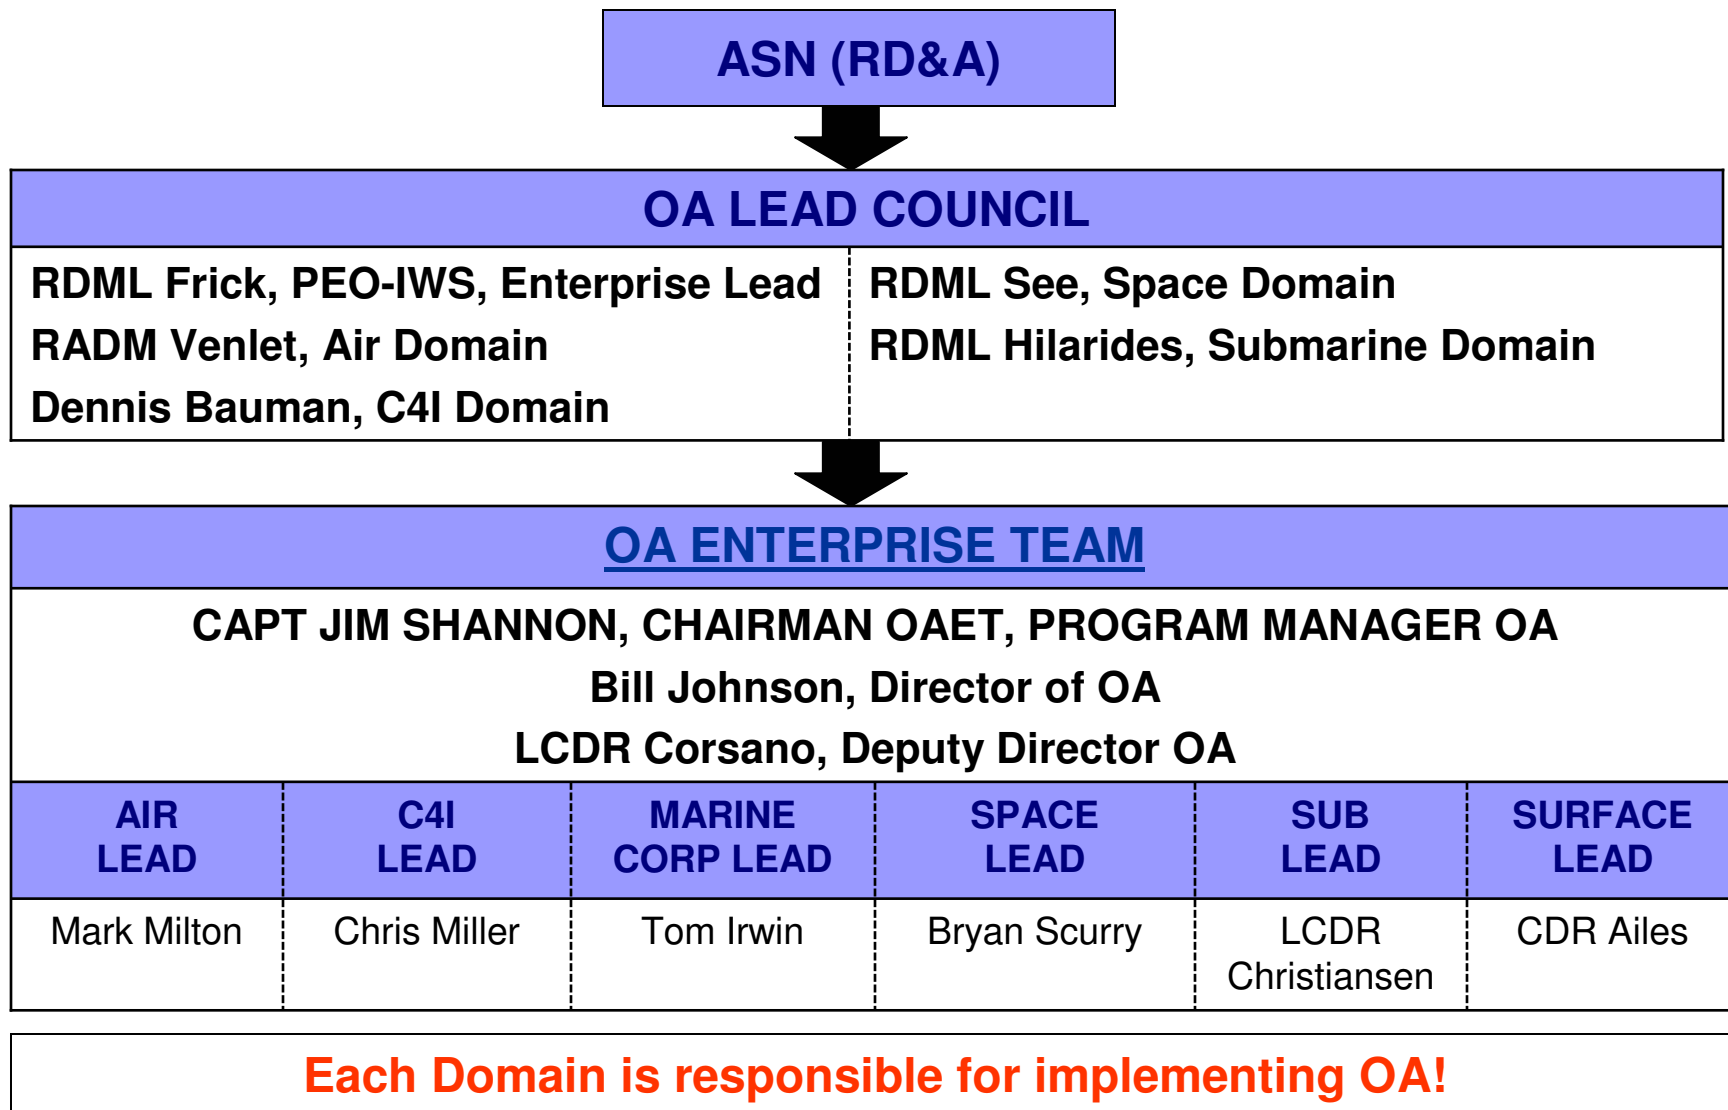 ASN (RD&A)
OA LEAD COUNCIL
RDML Frick, PEO-IWS, Enterprise Lead
RADM Venlet, Air Domain
Dennis Bauman, C4I Domain
RDML See, Space Domain
RDML Hilarides, Submarine Domain
OA ENTERPRISE TEAM
CAPT JIM SHANNON, CHAIRMAN OAET, PROGRAM MANAGER OA
Bill Johnson, Director of OA
LCDR Corsano, Deputy Director OA
AIR
LEAD
C4I
LEAD
MARINE
CORP LEAD
SPACE
LEAD
SUB
LEAD
SURFACE
LEAD
Mark Milton
Chris Miller
Tom Irwin
Bryan Scurry
LCDR
Christiansen
CDR Ailes
Each Domain is responsible for implementing OA!